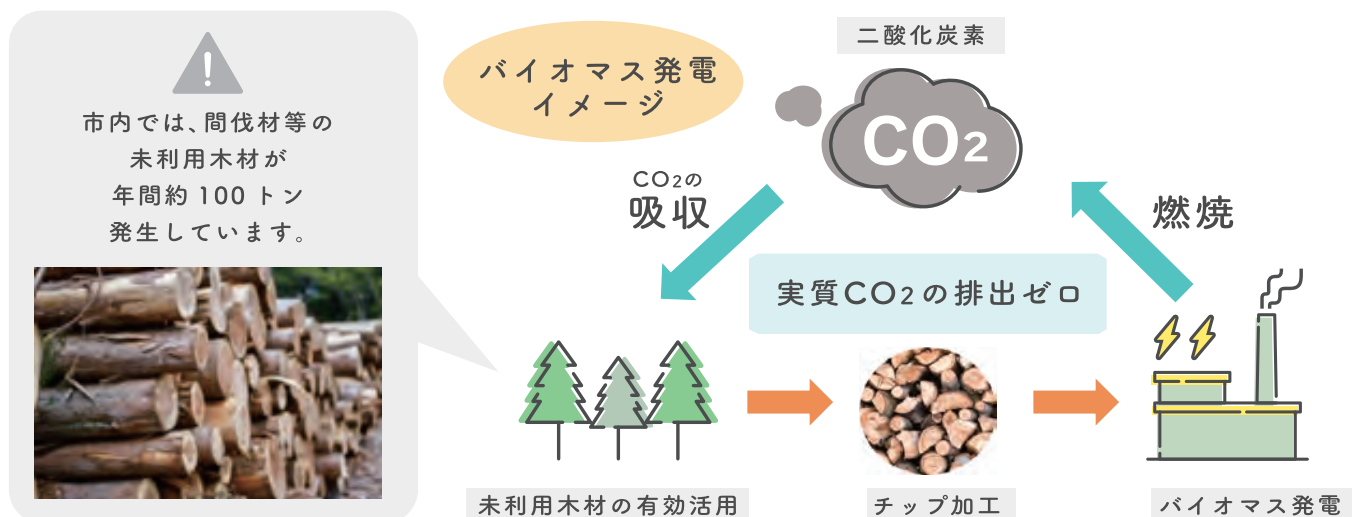 市内では、間伐材等の
未利用木材が
年間約100トン
発生しています。
バイオマス発電
イメージ
二酸化炭素
CO2
CO2の
吸収
燃焼
実質CO2の排出ゼロ
未利用木材の有効活用
チップ加工
バイオマス発電